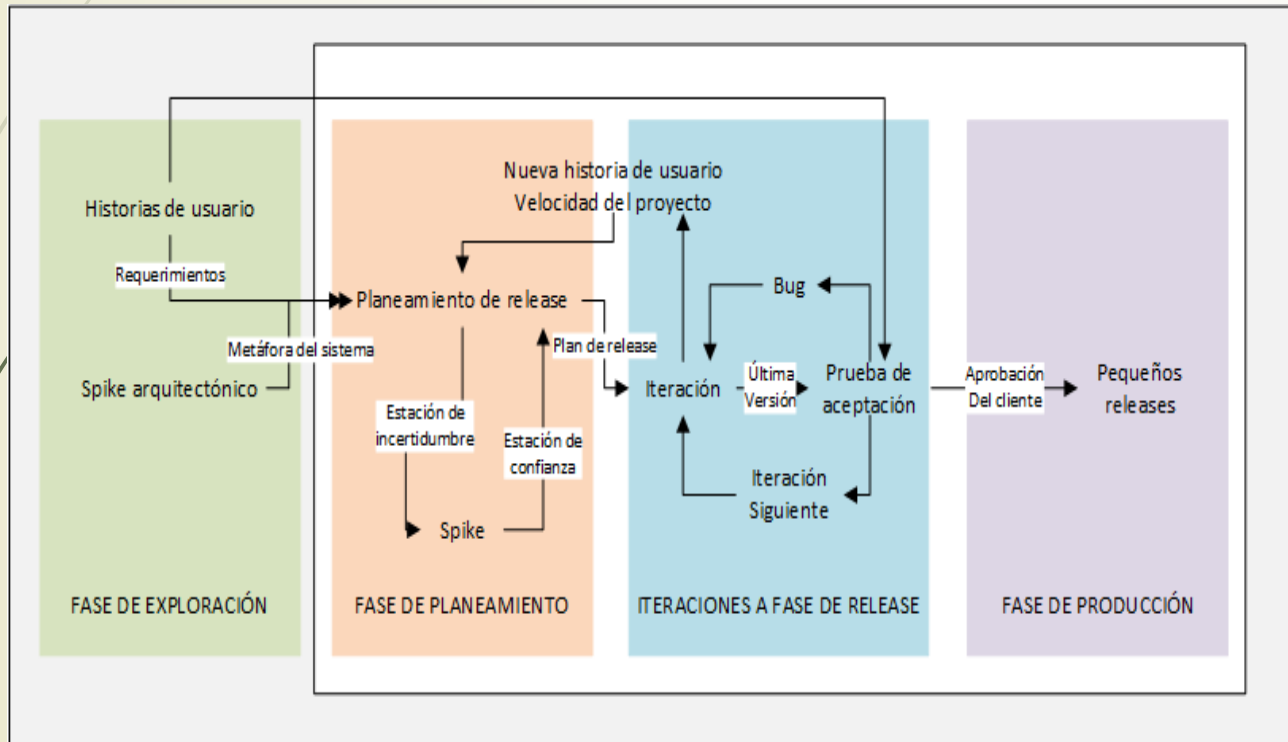 Historias de usuario
Requerimientos
Metáfora del sistema
Spike arquitectónico
FASE DE EXPLORACIÓN
Planeamiento de release
Estación de
incertidumbre
Estación de
confianza
Spike
FASE DE PLANEAMIENTO
Nueva historia de usuario
Velocidad del proyecto
Plan de release
Bug
Iteración
Última
Versión
Prueba de
aceptación
Iteración
Siguiente
ITERACIONES A FASE DE RELEASE
Aprobación
Del cliente
Pequeños
releases
FASE DE PRODUCCIÓN